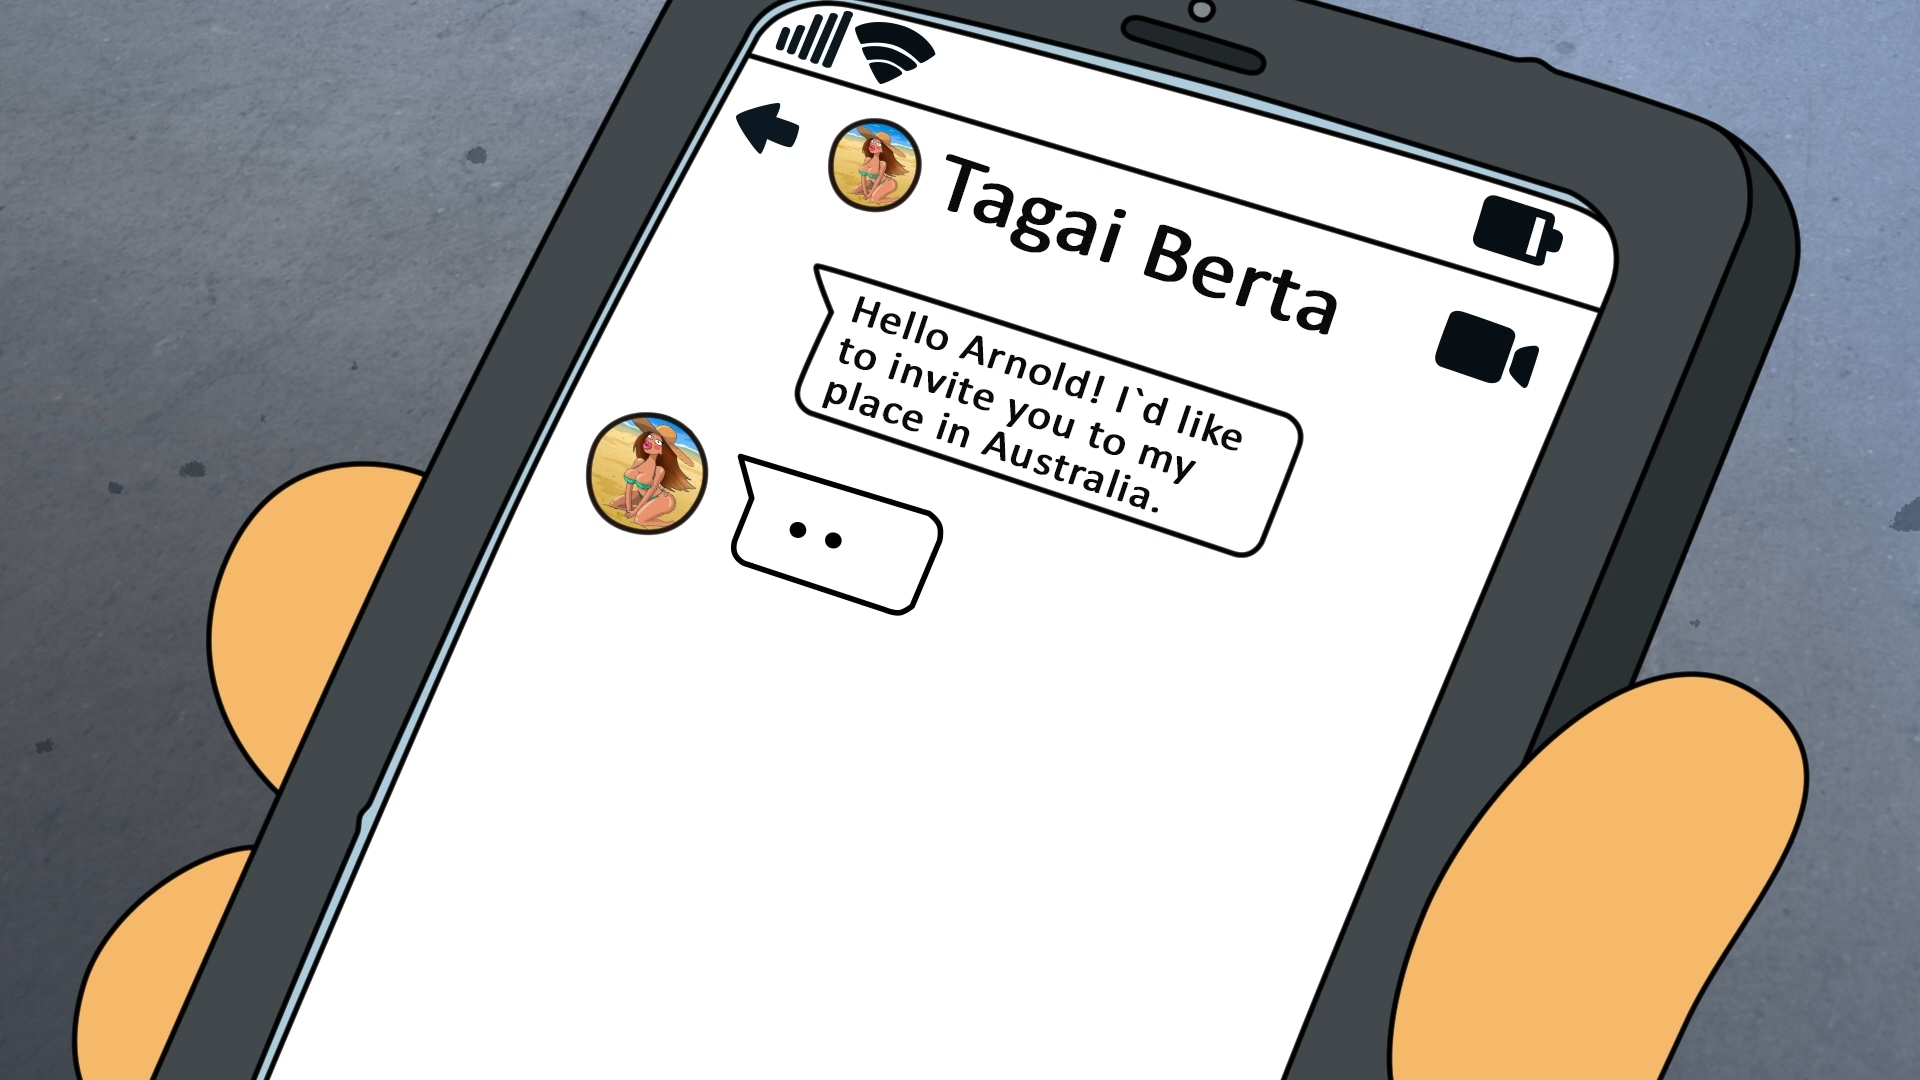 Tagai Berta
Hello Arnold! I`d like
to invite you to my
place in Australia.